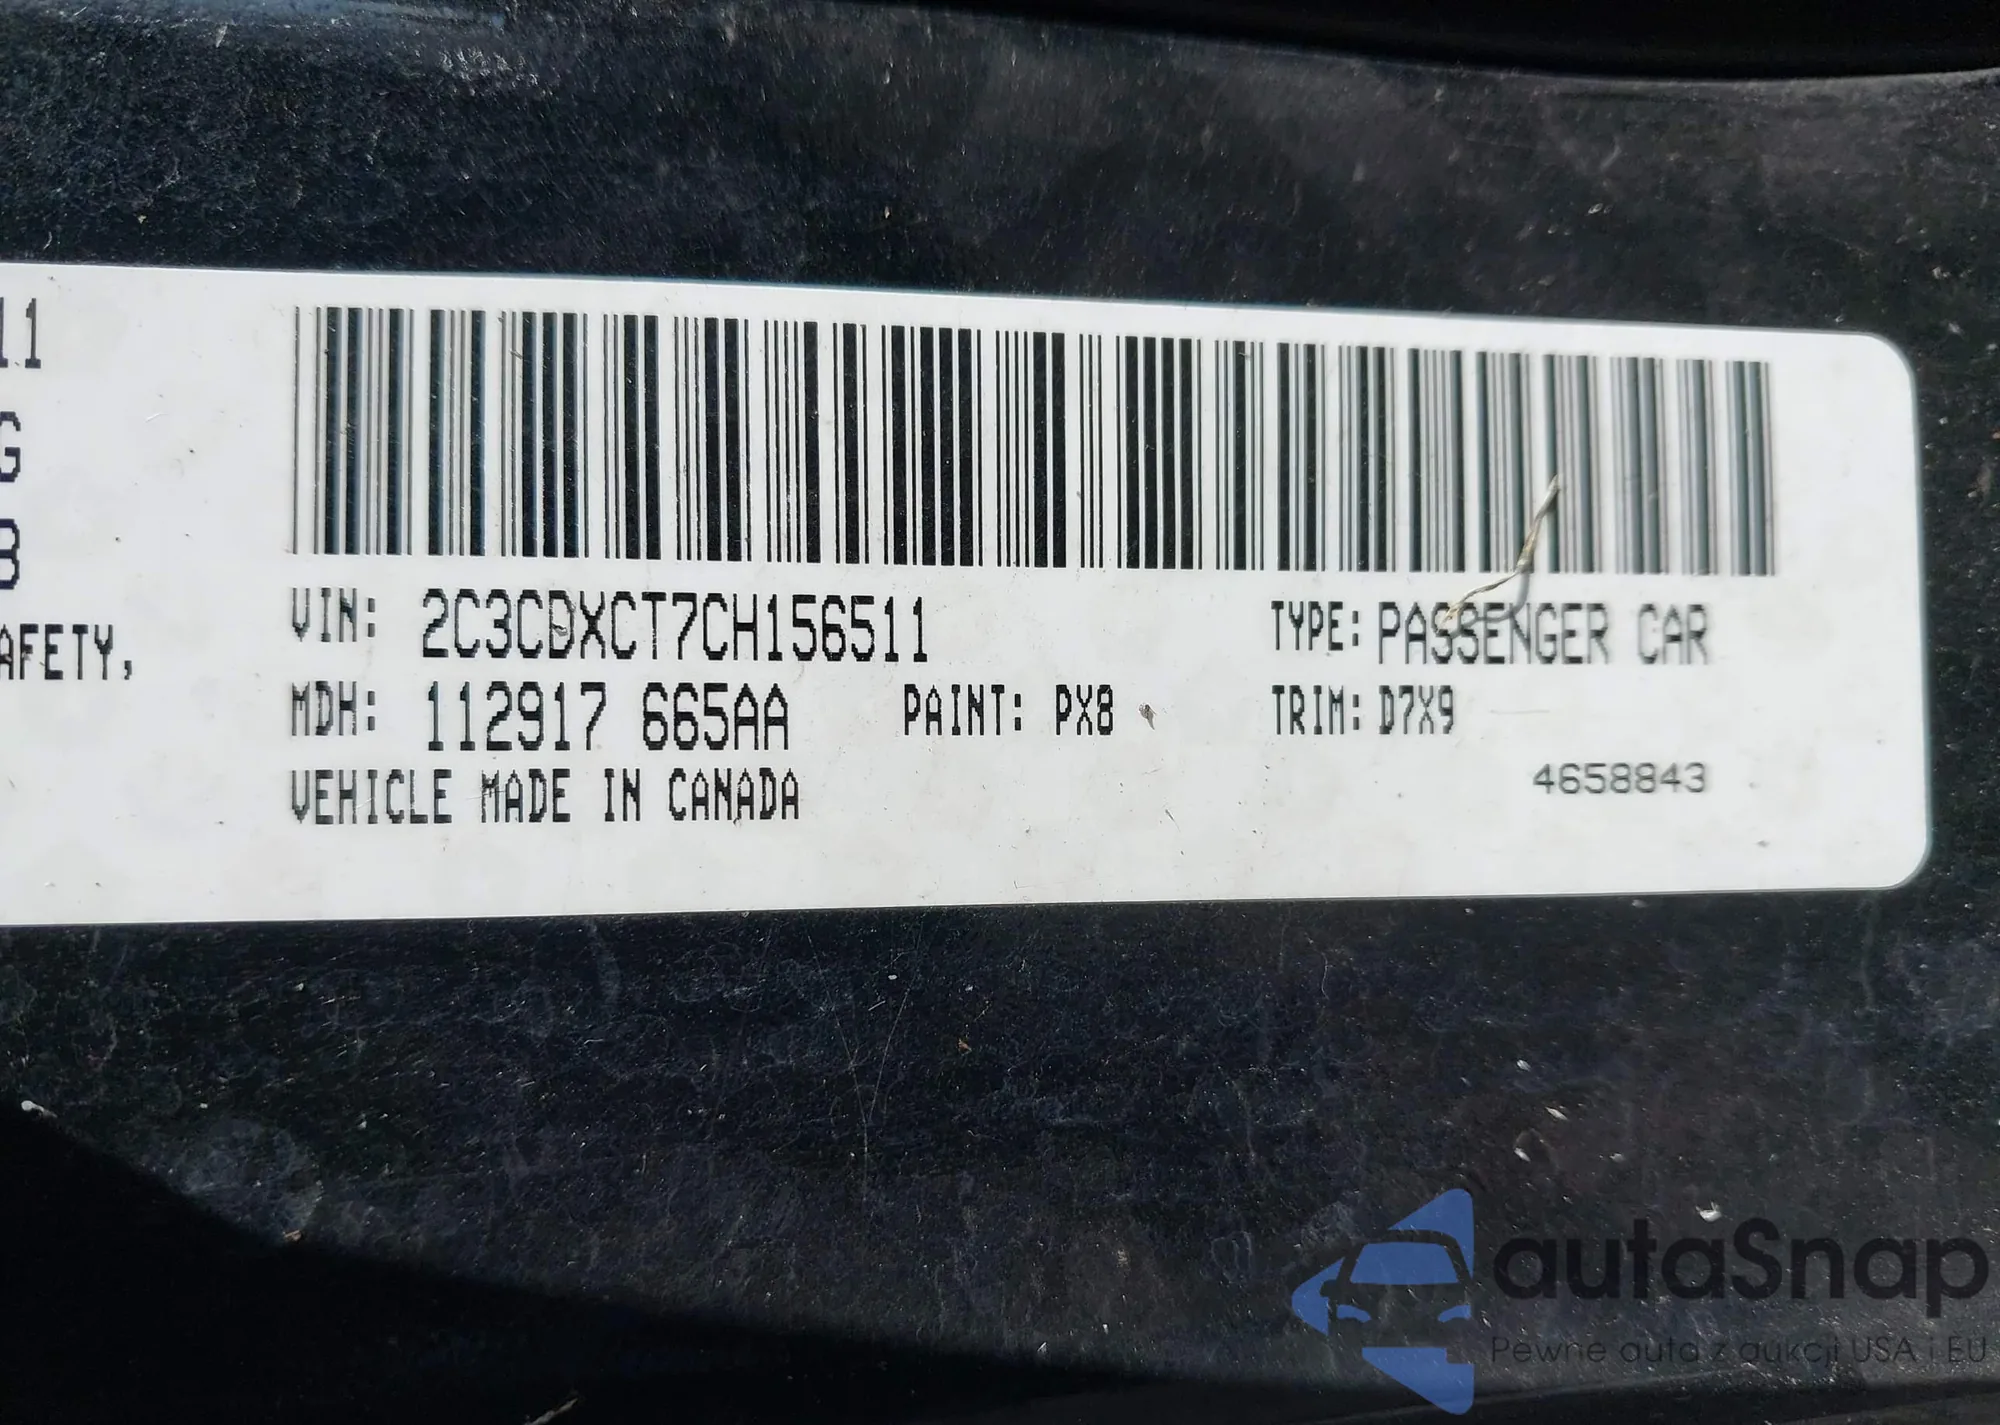 11
G
AFETY,
VIN: 2C3CDXCT7CH156511 TYPE: PASSENGER CAR
MDH: 112917 665AA PAINT: PX8 TRIM: D7X9
VEHICLE MADE IN CANADA
4658843
autaSnap
Pewne auta z aukcji USA i EU